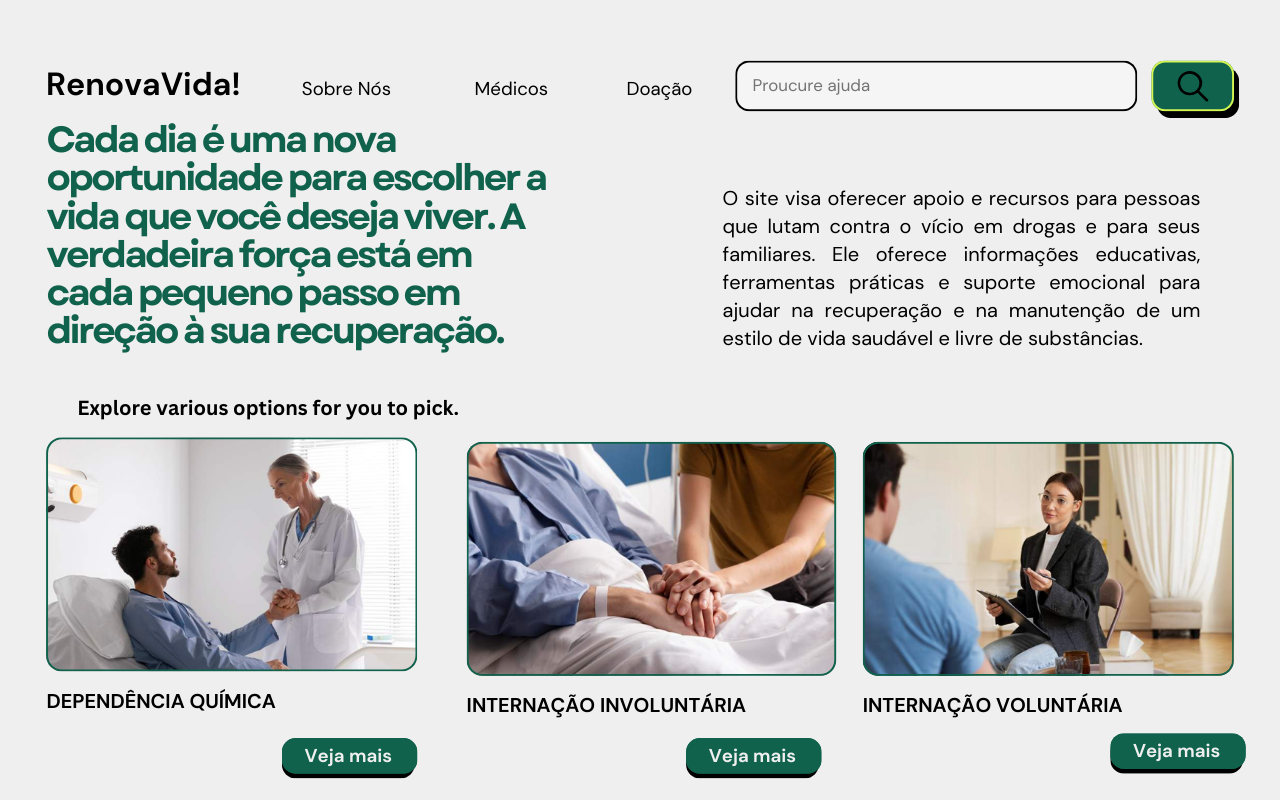 RenovaVida!
Sobre Nós
Médicos
Doação
Proucure ajuda
Cada dia é uma nova
oportunidade para escolher a
vida que você deseja viver. A
verdadeira força está em
cada pequeno passo em
direção à sua recuperação.
O site visa oferecer apoio e recursos para pessoas
que lutam contra o vício em drogas e para seus
familiares. Ele oferece informações educativas,
ferramentas práticas e suporte emocional para
ajudar na recuperação e na manutenção de um
estilo de vida saudável e livre de substâncias.
Explore various options for you to pick.
DEPENDÊNCIA QUÍMICA
INTERNAÇÃO INVOLUNTÁRIA
INTERNAÇÃO VOLUNTÁRIA
Veja mais
Veja mais
Veja mais